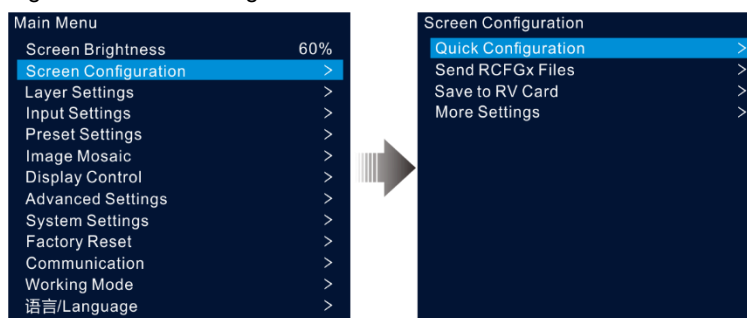 Main Menu
Screen Brightness 60%
Screen Configuration >
Layer Settings >
Input Settings >
Preset Settings >
Image Mosaic >
Display Control >
Advanced Settings >
System Settings >
Factory Reset >
Communication >
Working Mode >
语言/Language >
Screen Configuration
Quick Configuration >
Send RCFGx Files >
Save to RV Card >
More Settings >